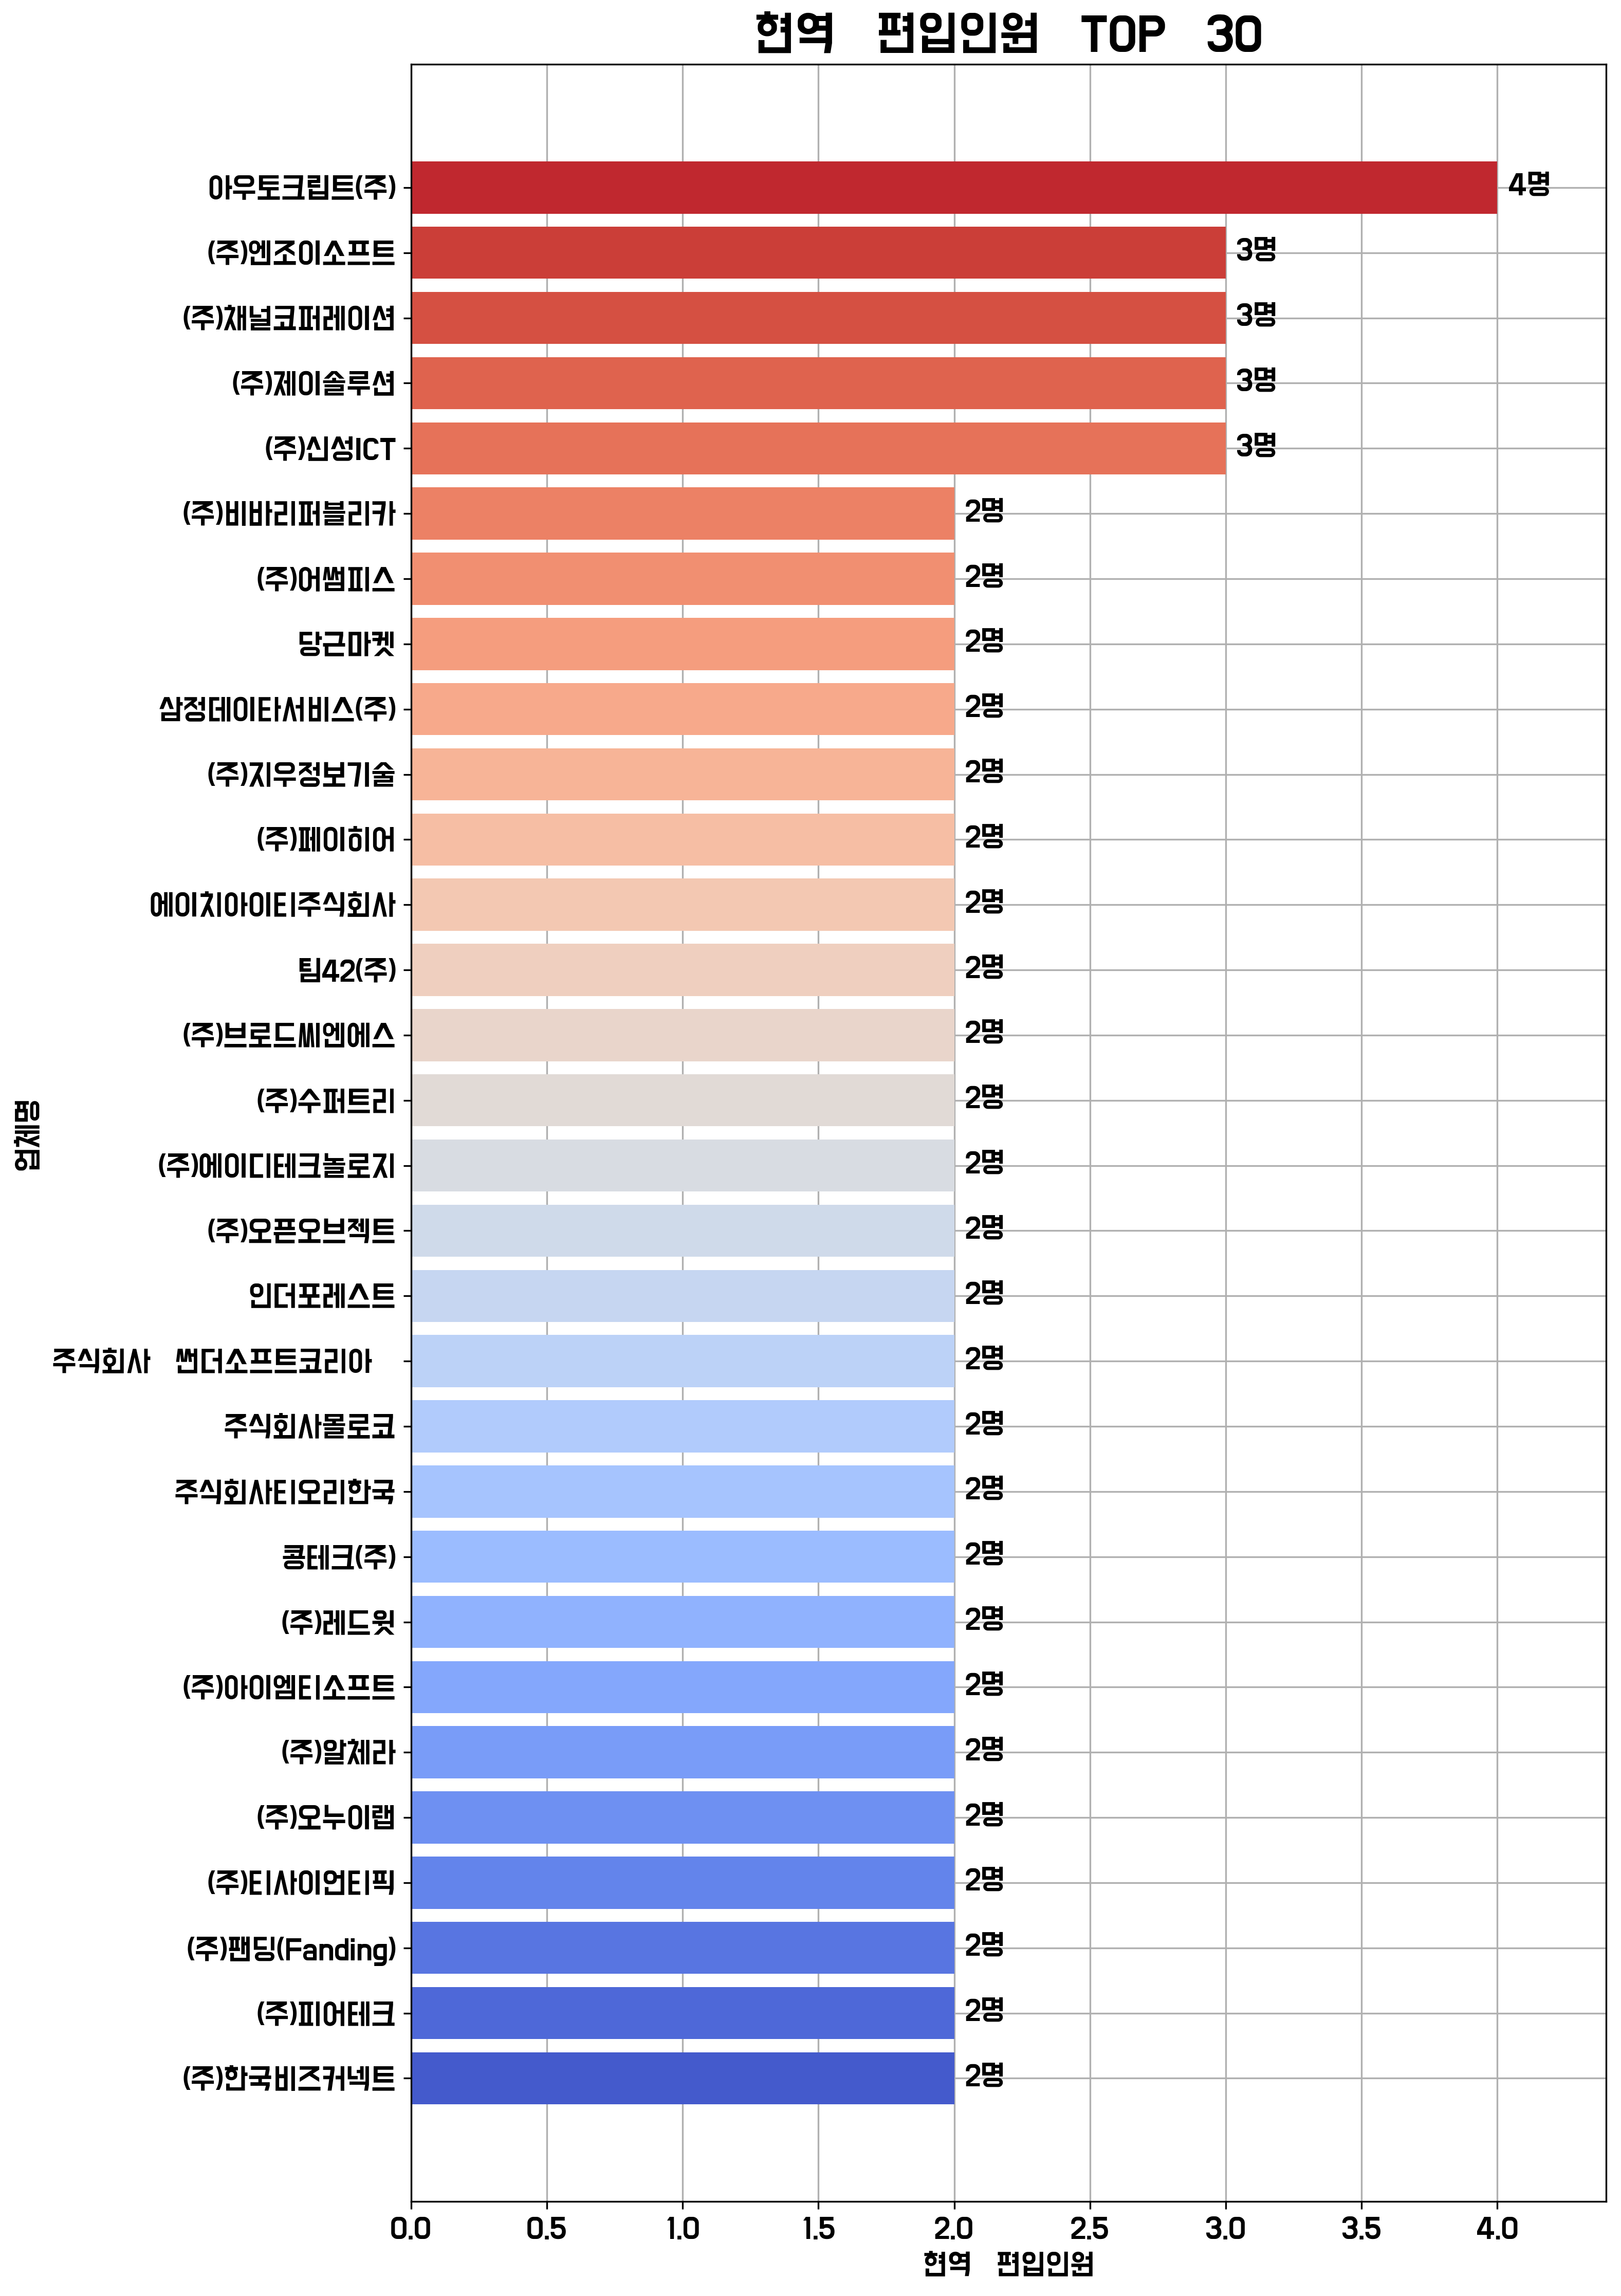 현역 편입인원 TOP 30
아우토크립트(주) 4명
(주)엔조이소프트 3명
(주)채널코퍼레이션 3명
(주)제이솔루션 3명
(주)신성ICT 3명
(주)비바리퍼블리카 2명
(주)어썸피스 2명
당근마켓 2명
삼정데이타서비스(주) 2명
(주)지우정보기술 2명
(주)페이히어 2명
에이치아이티주식회사 2명
팀42(주) 2명
(주)브로드씨엔에스 2명
(주)수퍼트리 2명
(주)에이디테크놀로지 2명
(주)오픈오브젝트 2명
인더포레스트 2명
주식회사 썬더소프트코리아 2명
주식회사몰로코 2명
주식회사티오리한국 2명
콩테크(주) 2명
(주)레드윗 2명
(주)아이엠티소프트 2명
(주)알체라 2명
(주)오누이랩 2명
(주)티사이언티픽 2명
(주)팬딩(Fanding) 2명
(주)피어테크 2명
(주)한국비즈커넥트 2명
업체명
0.0 0.5 1.0 1.5 2.0 2.5 3.0 3.5 4.0
현역 편입인원